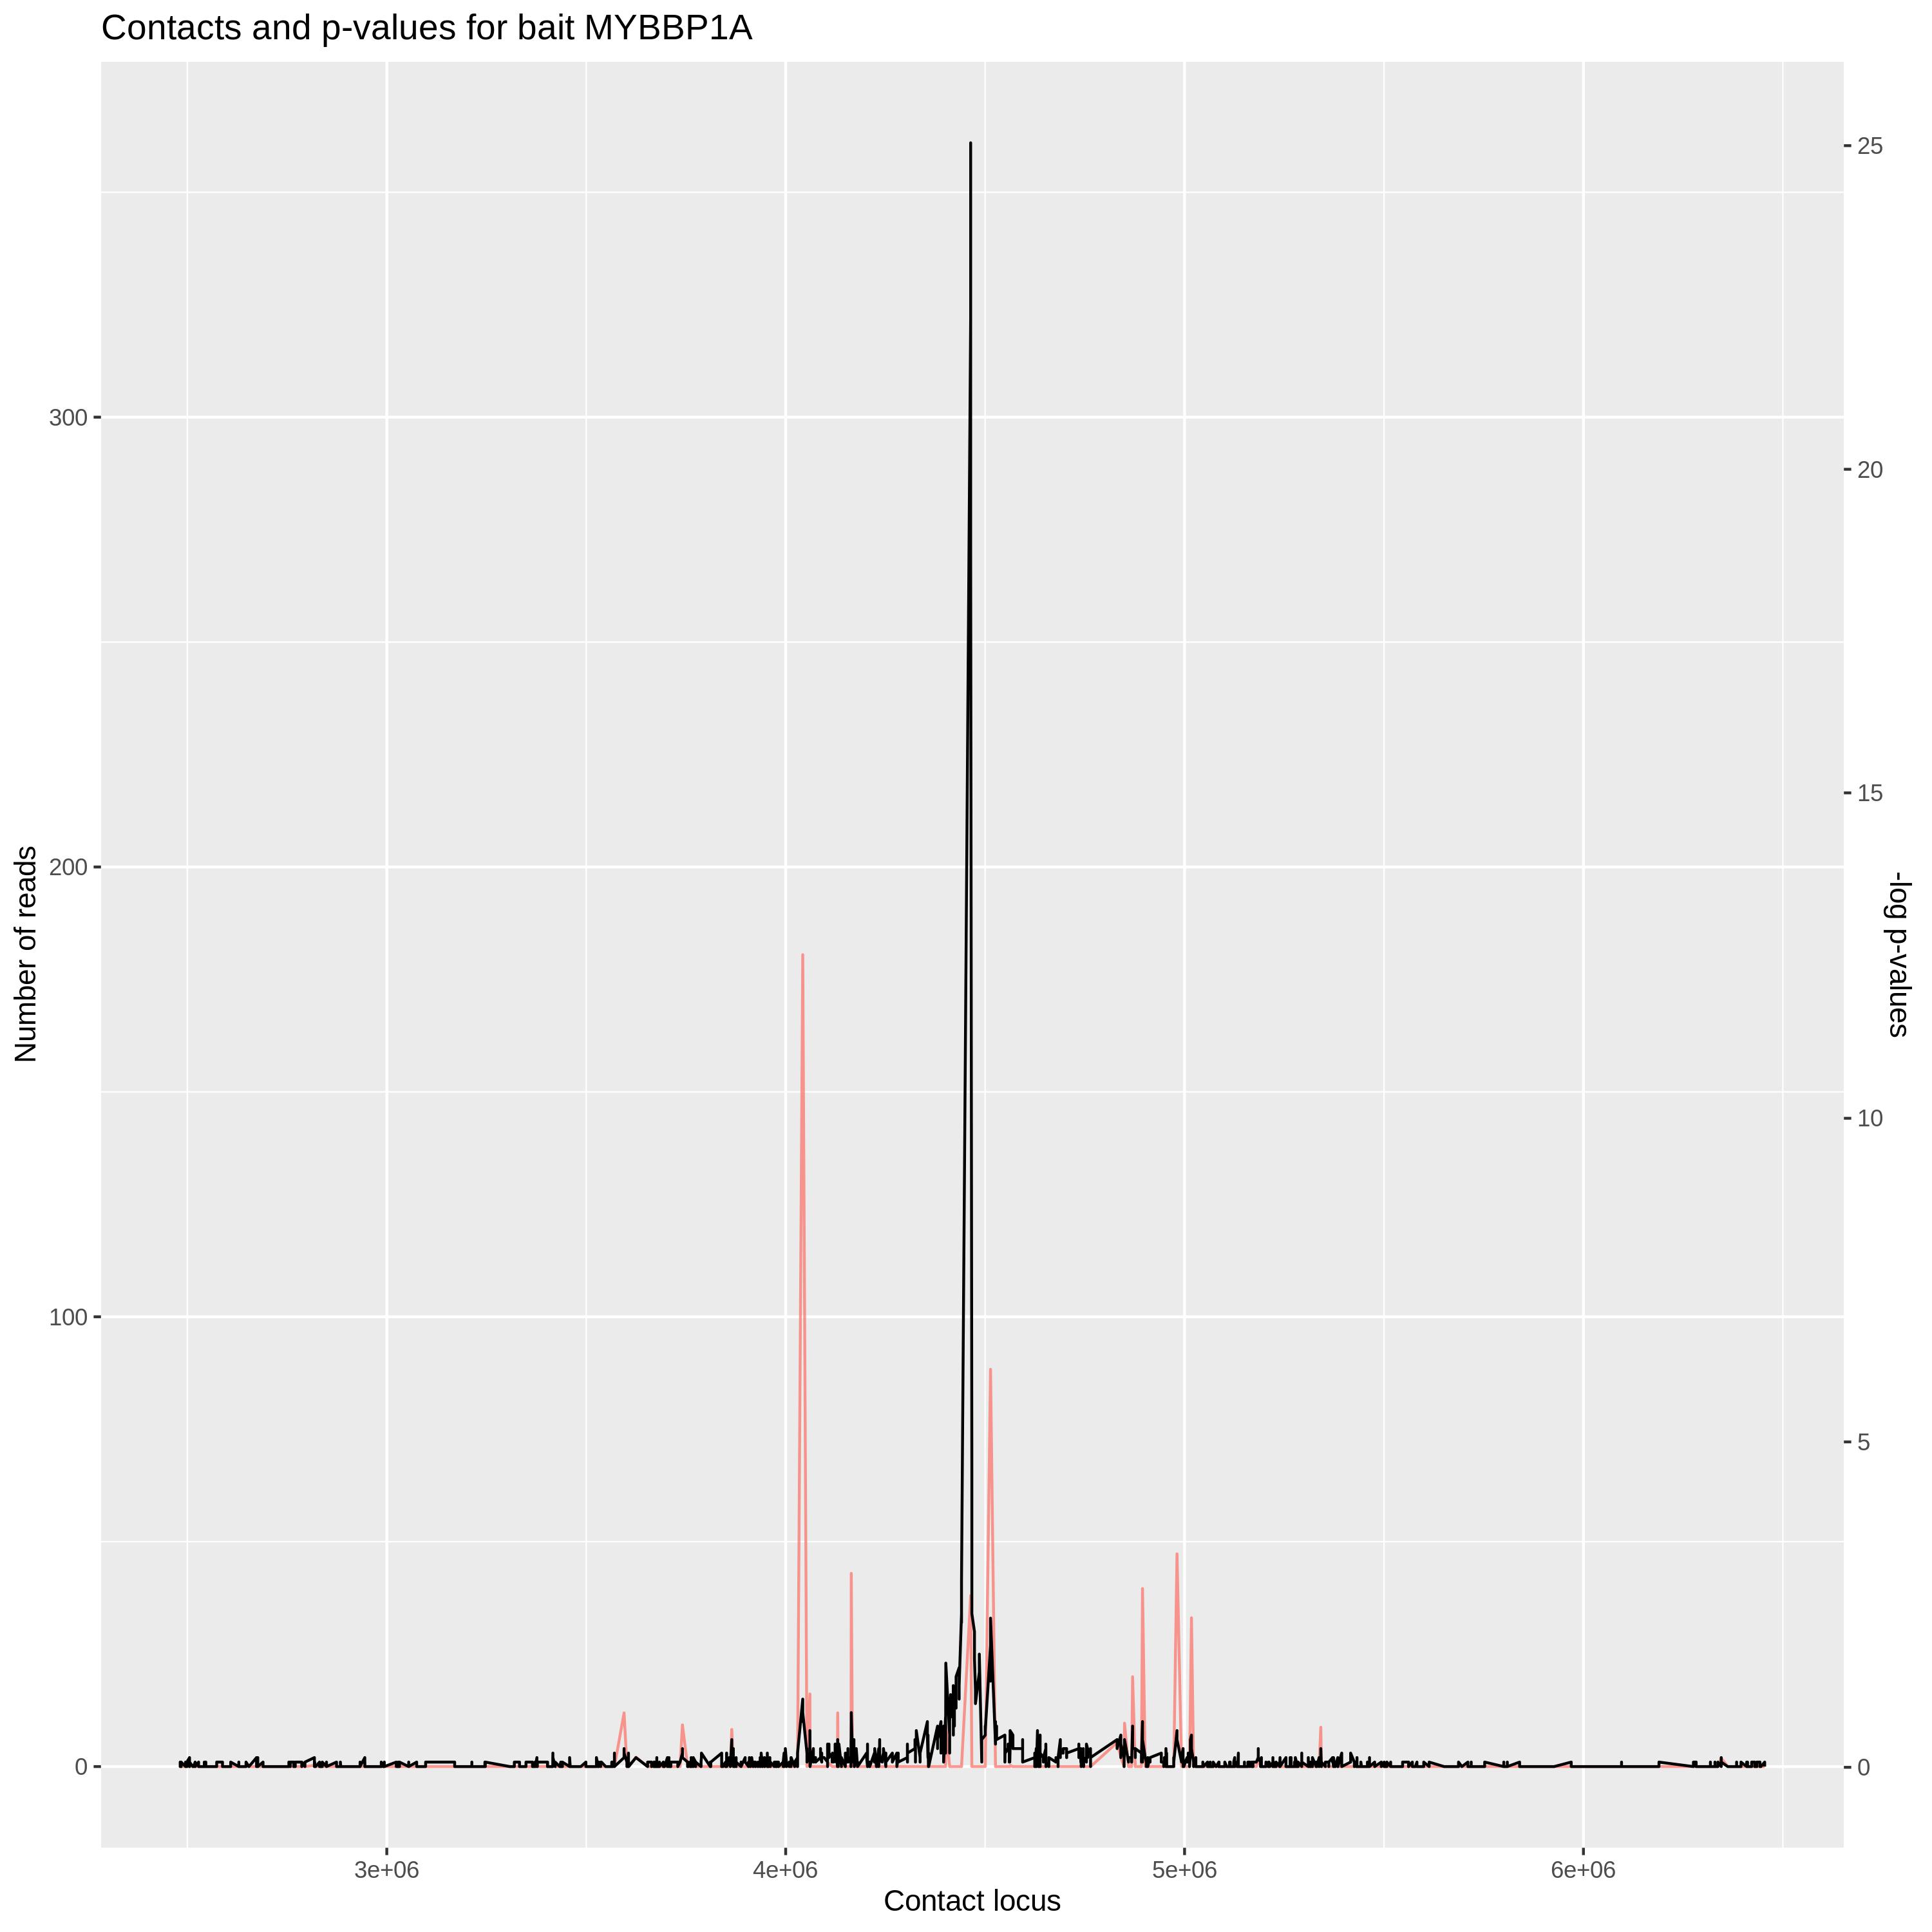 Contacts and p-values for bait MYBBP1A
25
300
20
15
200
Number of reads
-log p-values
10
100
5
0
0
3e+06
4e+06
5e+06
6e+06
Contact locus